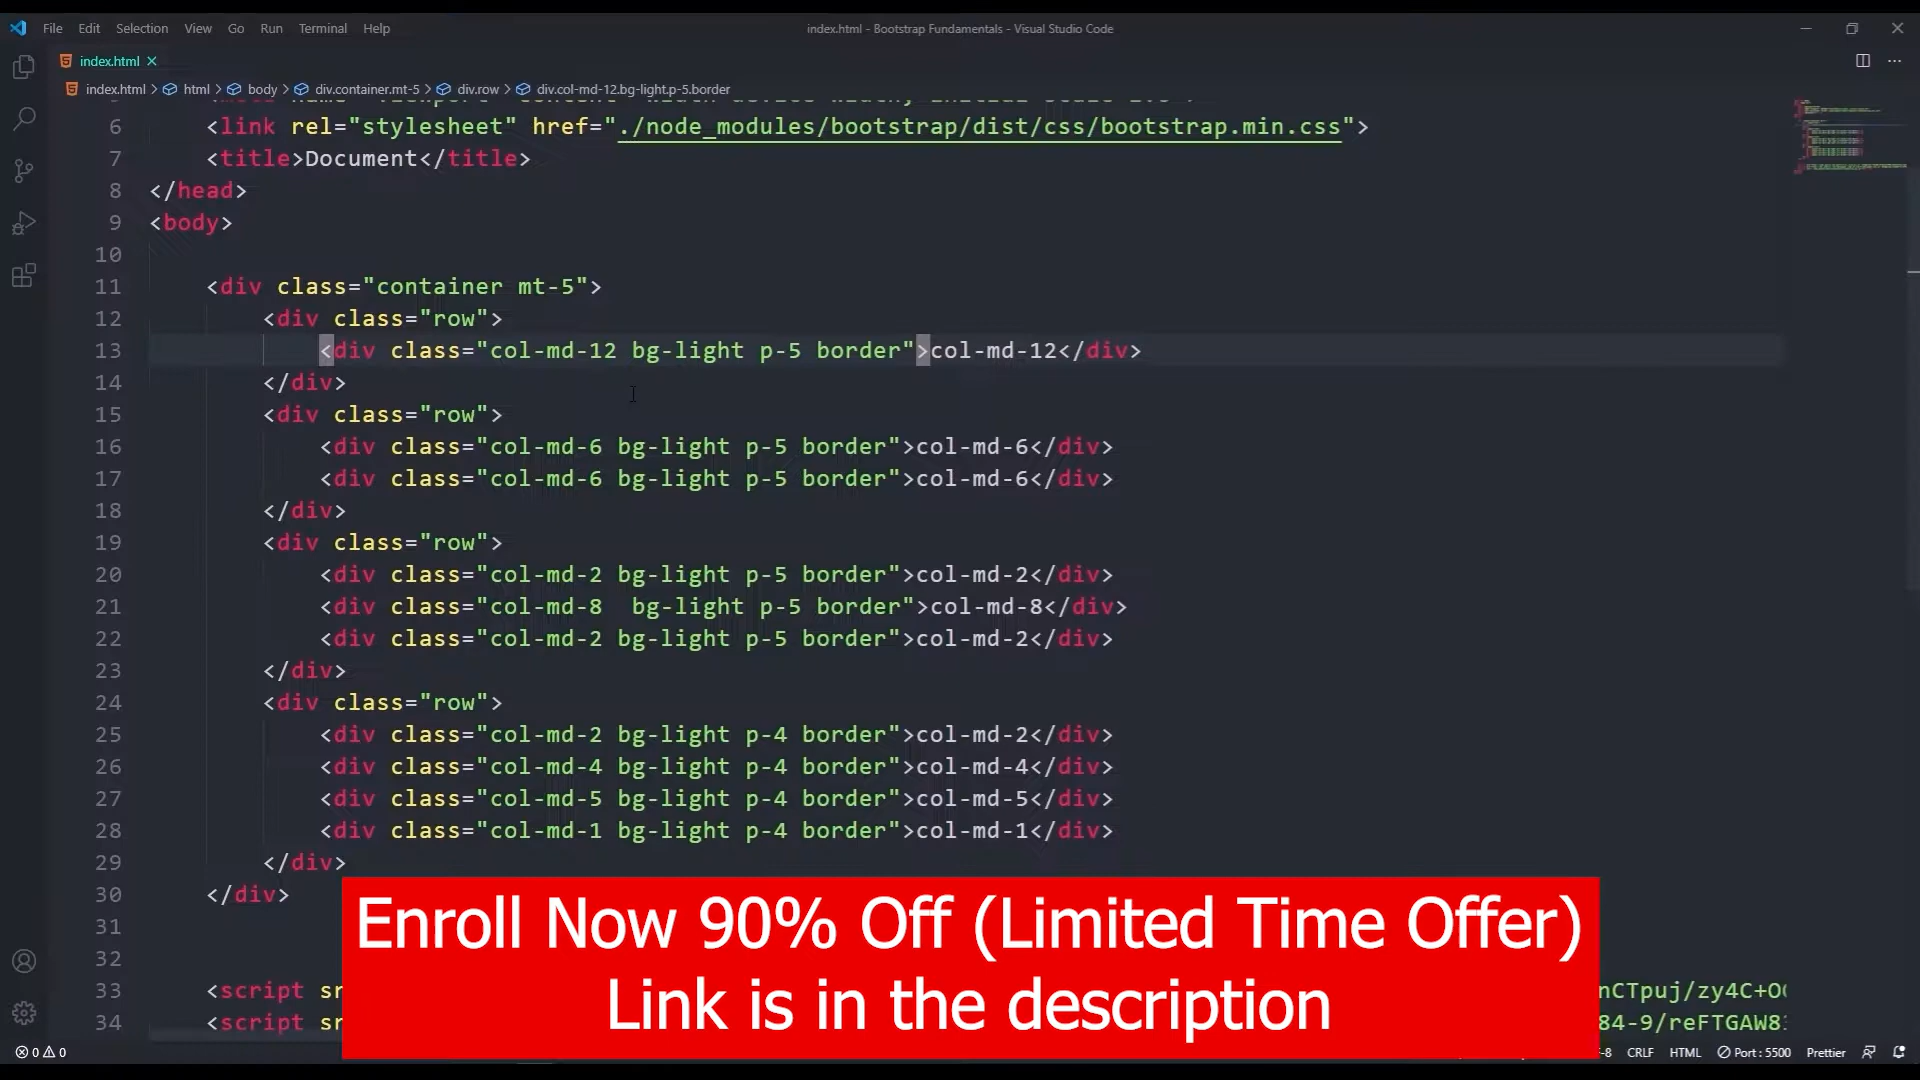 File Edit Selection View Go Run Terminal Help
index.html - Bootstrap Fundamentals - Visual Studio Code
index.html
index.html > html > body > div.container.mt-5 > div.row > div.col-md-12.bg-light.p-5.border
6 <link rel="stylesheet" href="./node_modules/bootstrap/dist/css/bootstrap.min.css">
7 <title>Document</title>
8 </head>
9 <body>
10
11 <div class="container mt-5">
12 <div class="row">
13 <div class="col-md-12 bg-light p-5 border">col-md-12</div>
14 </div>
15 <div class="row">
16 <div class="col-md-6 bg-light p-5 border">col-md-6</div>
17 <div class="col-md-6 bg-light p-5 border">col-md-6</div>
18 </div>
19 <div class="row">
20 <div class="col-md-2 bg-light p-5 border">col-md-2</div>
21 <div class="col-md-8  bg-light p-5 border">col-md-8</div>
22 <div class="col-md-2 bg-light p-5 border">col-md-2</div>
23 </div>
24 <div class="row">
25 <div class="col-md-2 bg-light p-4 border">col-md-2</div>
26 <div class="col-md-4 bg-light p-4 border">col-md-4</div>
27 <div class="col-md-5 bg-light p-4 border">col-md-5</div>
28 <div class="col-md-1 bg-light p-4 border">col-md-1</div>
29 </div>
30 </div>
31
32
33 <script sr nCTpuj/zy4C+O
34 <script sr 84-9/reFTGAW8
Enroll Now 90% Off (Limited Time Offer)
Link is in the description
0 0 F-8 CRLF HTML Port : 5500 Prettier